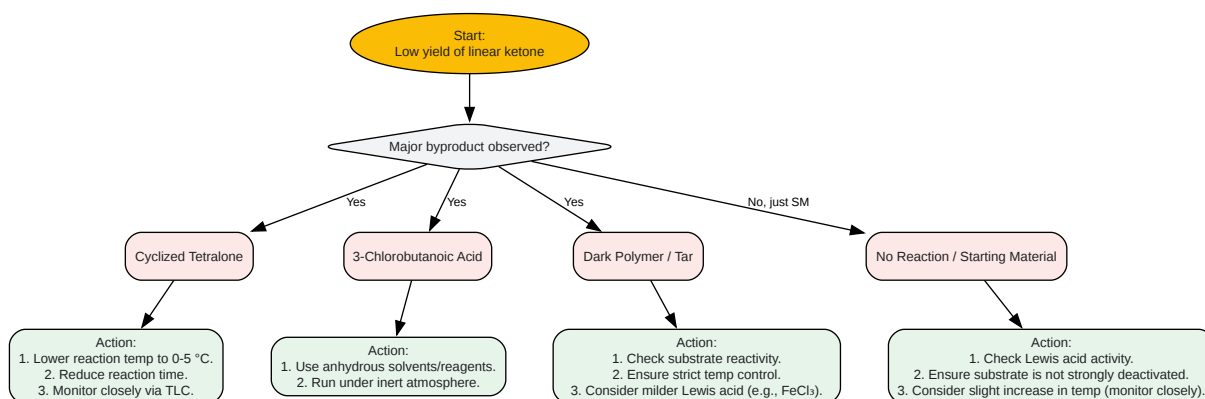 Start:
Low yield of linear ketone
Major byproduct observed?
Yes
Yes
Yes
No, just SM
Cyclized Tetralone
3-Chlorobutanoic Acid
Dark Polymer / Tar
No Reaction / Starting Material
Action:
1. Lower reaction temp to 0-5 °C.
2. Reduce reaction time.
3. Monitor closely via TLC.
Action:
1. Use anhydrous solvents/reagents.
2. Run under inert atmosphere.
Action:
1. Check substrate reactivity.
2. Ensure strict temp control.
3. Consider milder Lewis acid (e.g., FeCl₃).
Action:
1. Check Lewis acid activity.
2. Ensure substrate is not strongly deactivated.
3. Consider slight increase in temp (monitor closely).